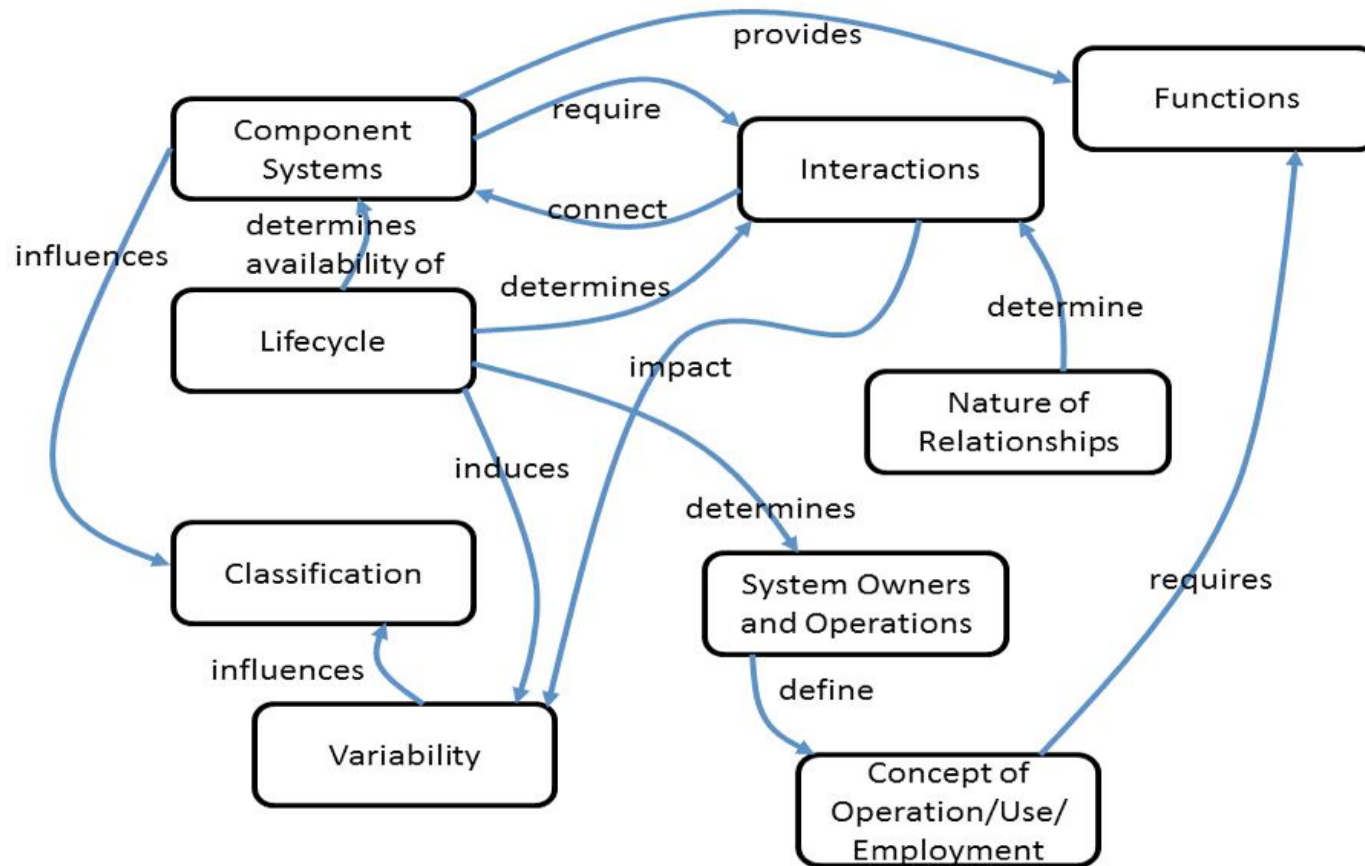 provides
Functions
Component
Systems
require
Interactions
connect
determines
availability of
influences
determines
Lifecycle
determine
impact
Nature of
Relationships
induces
determines
Classification
System Owners
and Operations
requires
influences
define
Variability
Concept of
Operation/Use/
Employment